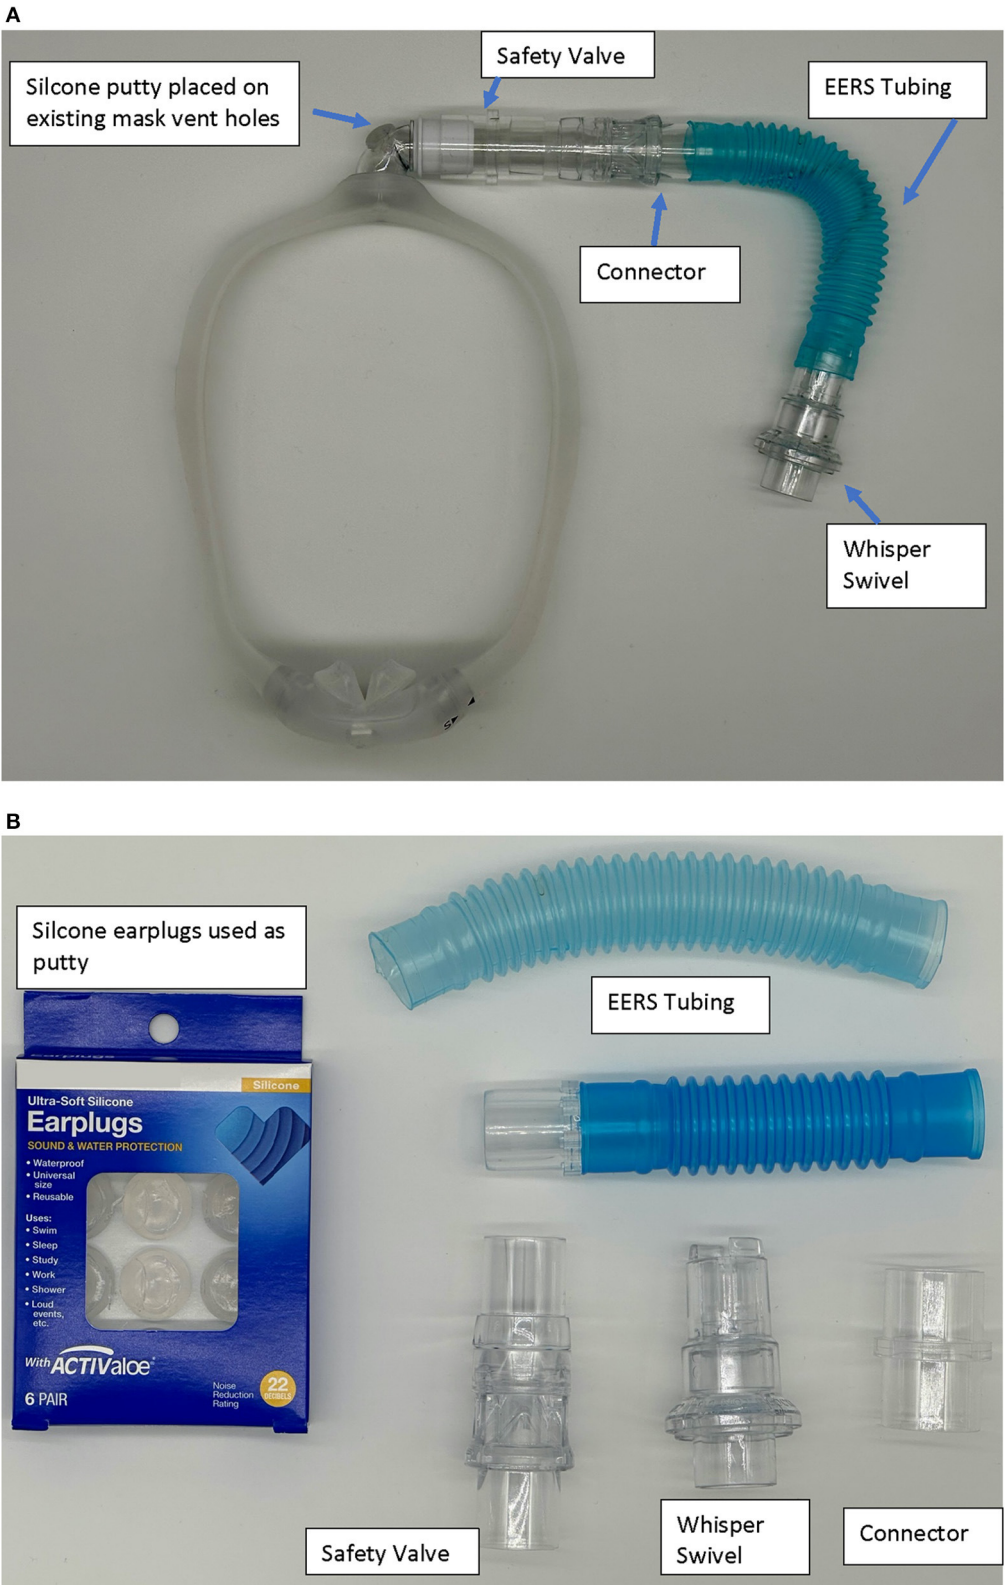 A
Safety Valve
Silcone putty placed on
existing mask vent holes
EERS Tubing
Connector
Whisper
Swivel
B
Silcone earplugs used as
putty
EERS Tubing
earplugs
Silicone
Ultra-Soft Silicone
Earplugs
SOUND & WATER PROTECTION
• Waterproof
• Universal
size
• Reusable
Uses:
• Swim
• Sleep
• Study
• Work
• Shower
• Loud
events,
etc.
With ACTIValoe
6 PAIR
Noise
Reduction
Rating
22
DECIBELS
Safety Valve
Whisper
Swivel
Connector